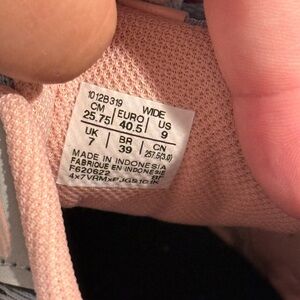 1012B319 WIDE
CM EURO US
25.75 40.5 9
UK BR CN
7 39 257.5(3.0)
MADE IN INDONESIA
FABRIQUE EN INDONESIE
F620622